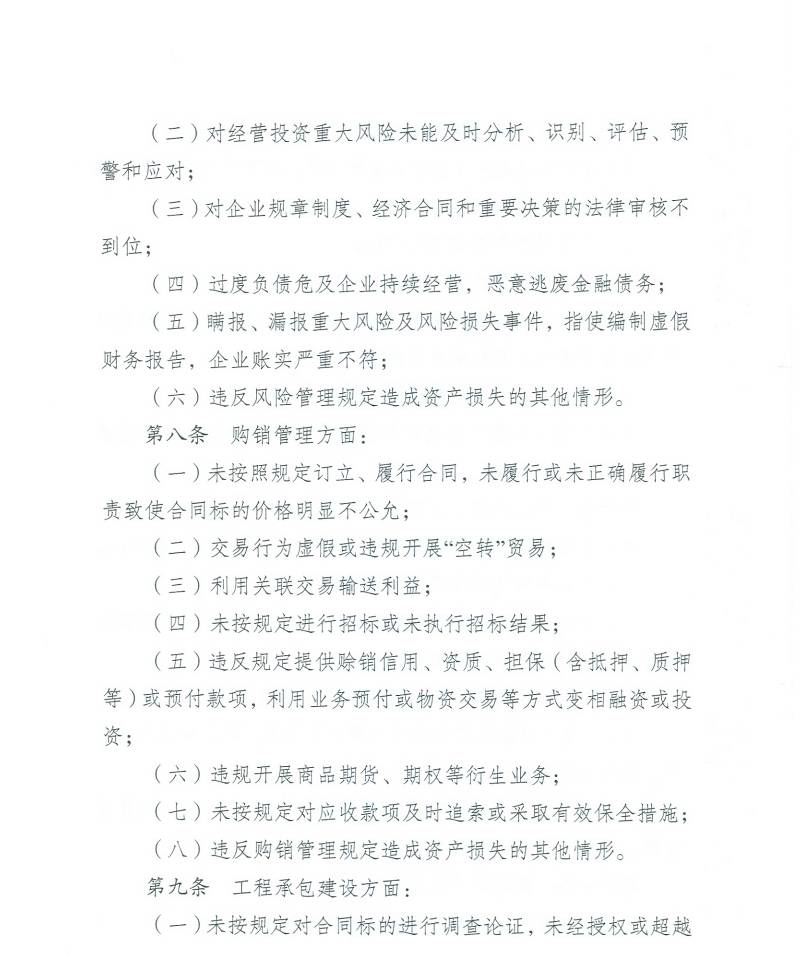 （二）对经营投资重大风险未能及时分析、识别、评估、预
警和应对；
（三）对企业规章制度、经济合同和重要决策的法律审核不
到位；
（四）过度负债危及企业持续经营，恶意逃废金融债务；
（五）瞒报、漏报重大风险及风险损失事件，指使编制虚假
财务报告，企业账实严重不符；
（六）违反风险管理规定造成资产损失的其他情形。
第八条　购销管理方面：
（一）未按照规定订立、履行合同，未履行或未正确履行职
责致使合同标的价格明显不公允；
（二）交易行为虚假或违规开展“空转”贸易；
（三）利用关联交易输送利益；
（四）未按规定进行招标或未执行招标结果；
（五）违反规定提供赊销信用、资质、担保（含抵押、质押
等）或预付款项，利用业务预付或物资交易等方式变相融资或投
资；
（六）违规开展商品期货、期权等衍生业务；
（七）未按规定对应收款项及时追索或采取有效保全措施；
（八）违反购销管理规定造成资产损失的其他情形。
第九条　工程承包建设方面：
（一）未按规定对合同标的进行调查论证，未经授权或超越